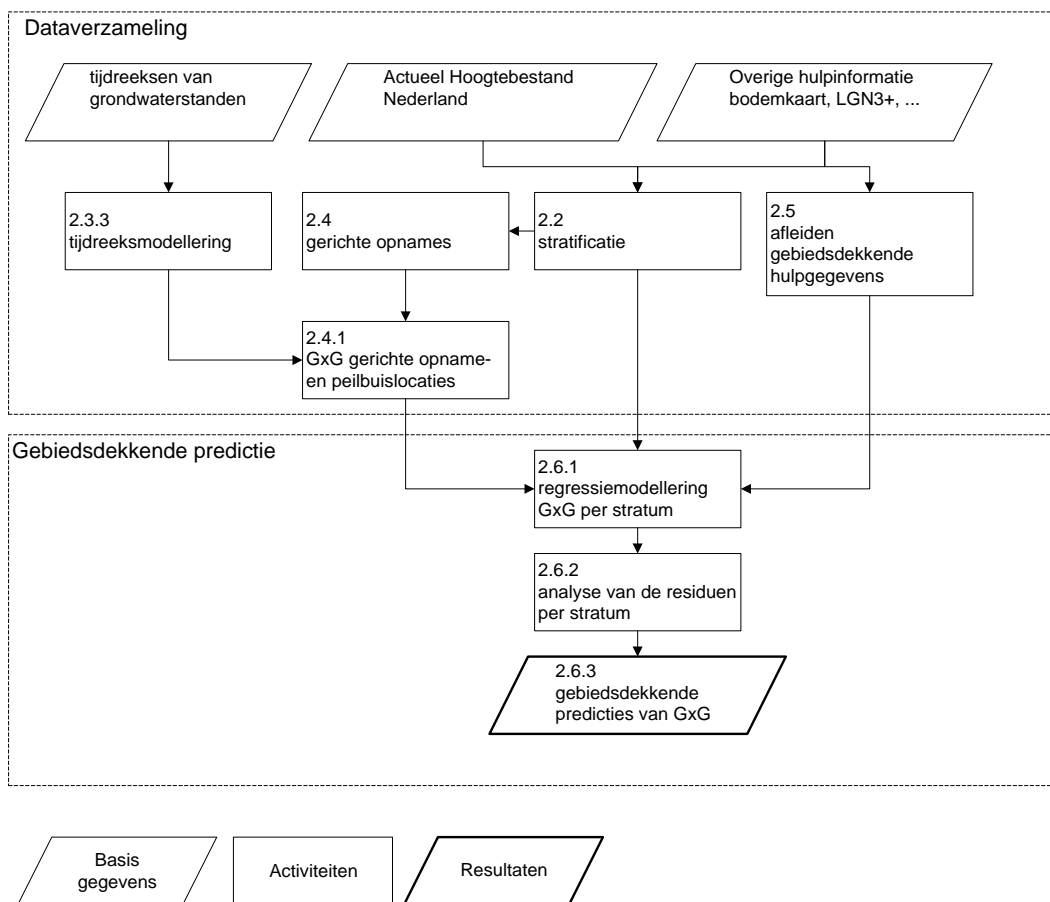 Dataverzameling
tijdreeksen van
grondwaterstanden
Actueel Hoogtebestand
Nederland
Overige hulpinformatie
bodemkaart, LGN3+, ...
2.3.3
tijdreeksmodellering
2.4
gerichte opnames
2.2
stratificatie
2.5
afleiden
gebiedsdekkende
hulpgegevens
2.4.1
GxG gerichte opname-
en peilbuislocaties
Gebiedsdekkende predictie
2.6.1
regressiemodellering
GxG per stratum
2.6.2
analyse van de residuen
per stratum
2.6.3
gebiedsdekkende
predicties van GxG
Basis
gegevens
Activiteiten
Resultaten